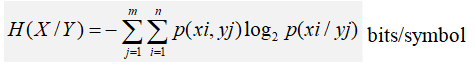 H(X/Y) = − ∑_{j=1}^{m} ∑_{i=1}^{n} p(xi, yj) log₂ p(xi / yj) bits/symbol